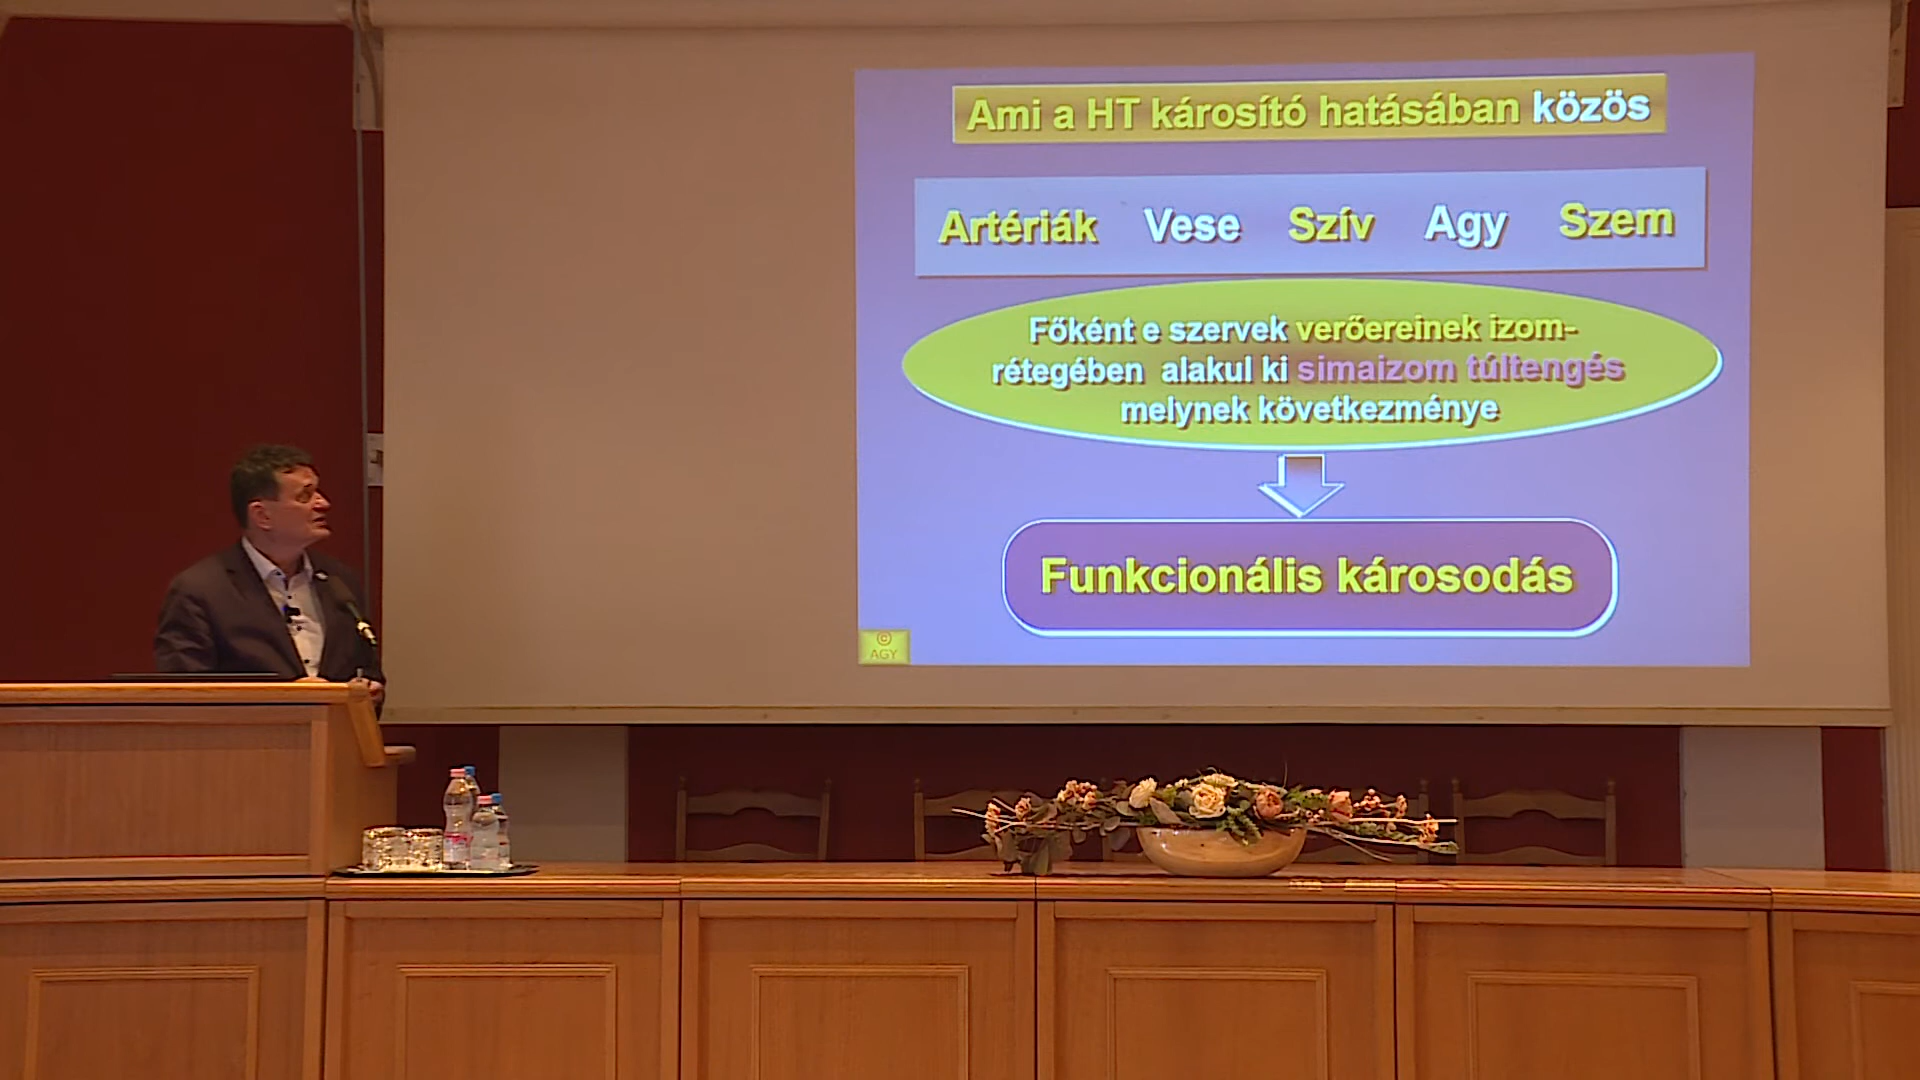 Ami a HT károsító hatásában közös
Artériák Vese Szív Agy Szem
Főként e szervek verőereinek izom-
rétegében alakul ki simaizom túltengés
melynek következménye
Funkcionális károsodás
©
AGY